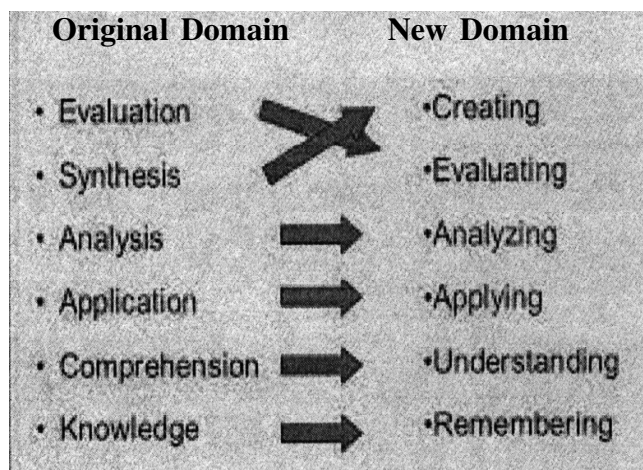 Original Domain New Domain
• Evaluation •Creating
• Synthesis •Evaluating
• Analysis •Analyzing
• Application •Applying
• Comprehension •Understanding
• Knowledge •Remembering